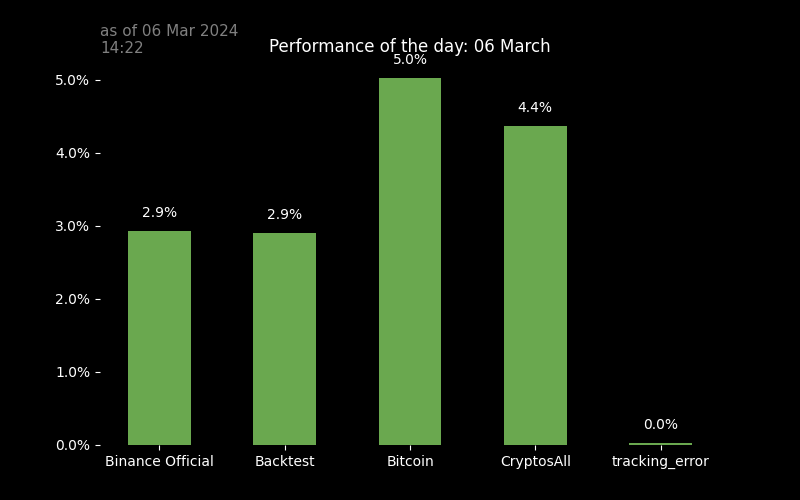 as of 06 Mar 2024
14:22
Performance of the day: 06 March
5.0%
5.0%
4.4%
4.0%
2.9%
2.9%
3.0%
2.0%
1.0%
0.0%
0.0%
Binance Official
Backtest
Bitcoin
CryptosAll
tracking_error